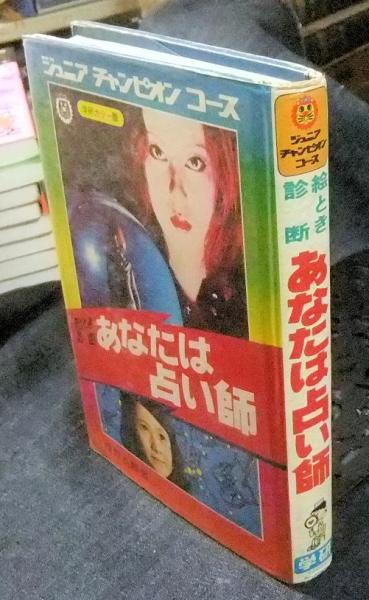 ジュニア チャンピオン コース
あなたは
占い師
ジュニア
チャンピオン
コース
絵とき
診断
あなたは占い師
学研